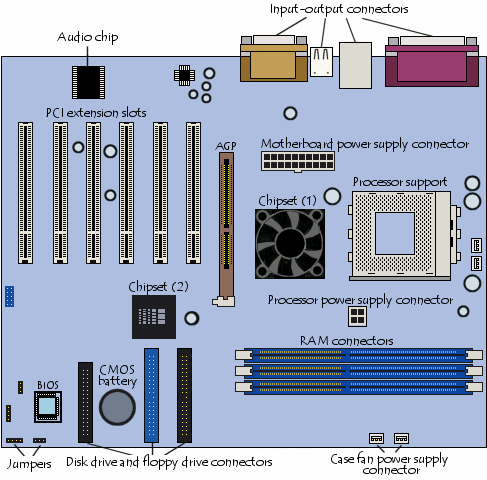 Input-output connectors
Audio chip
PCI extension slots
AGP
Motherboard power supply connector
Processor support
Chipset (1)
Chipset (2)
Processor power supply connector
RAM connectors
CMOS
battery
BIOS
Jumpers
Disk drive and floppy drive connectors
Case fan power supply
connector